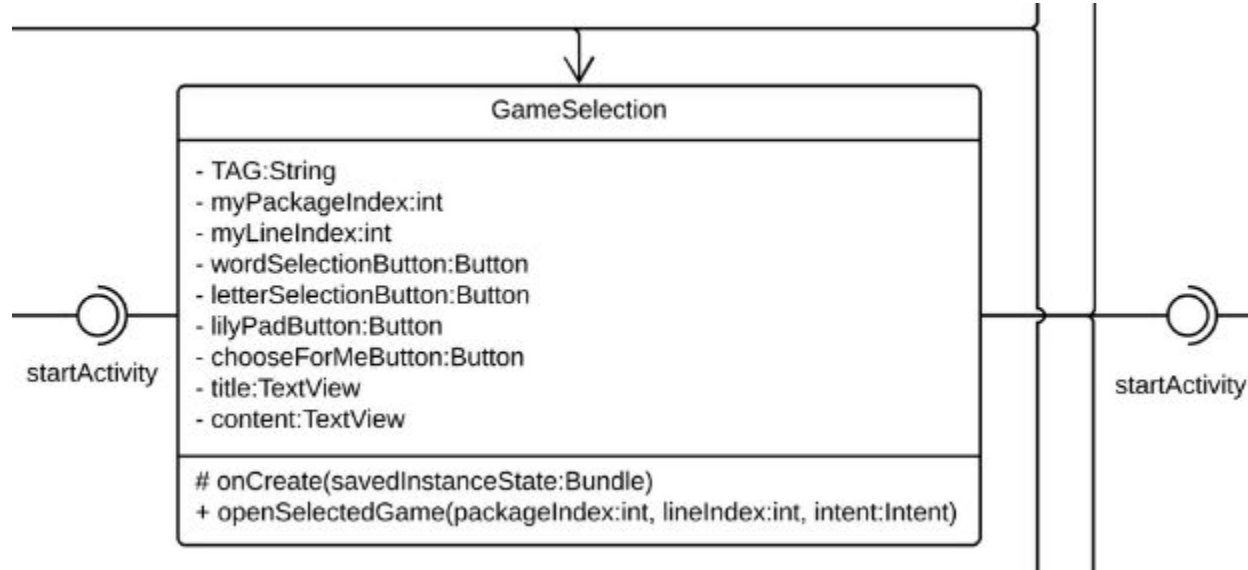 GameSelection
- TAG:String
- myPackageIndex:int
- myLineIndex:int
- wordSelectionButton:Button
- letterSelectionButton:Button
- lilyPadButton:Button
- chooseForMeButton:Button
- title:TextView
- content:TextView
# onCreate(savedInstanceState:Bundle)
+ openSelectedGame(packageIndex:int, lineIndex:int, intent:Intent)
startActivity
startActivity